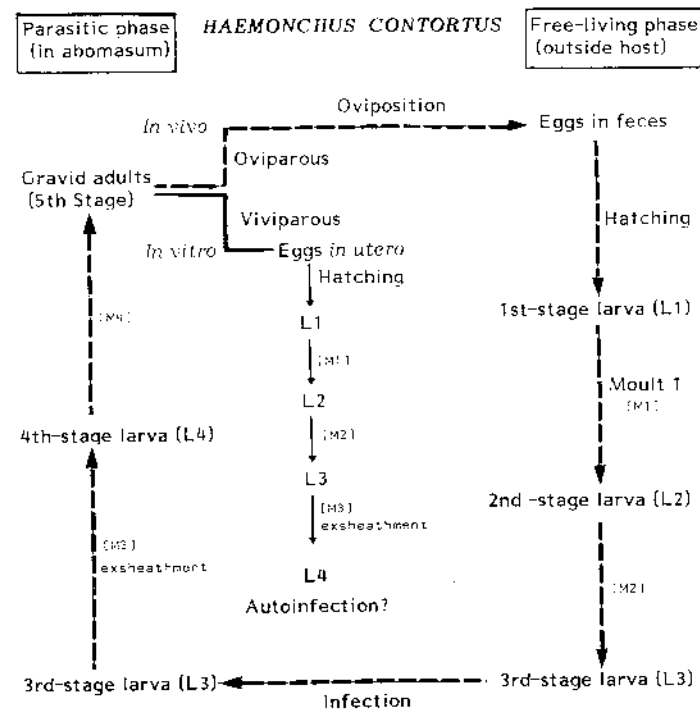 Parasitic phase
(in abomasum)
HAEMONCHUS CONTORTUS
Free-living phase
(outside host)
In vivo
Oviposition
Eggs in feces
Oviparous
Gravid adults
(5th Stage)
Viviparous
In vitro
Eggs in utero
Hatching
Hatching
L1
1st-stage larva (L1)
[M4]
[M1]
Moult 1
[M1]
L2
4th-stage larva (L4)
[M2]
L3
2nd-stage larva (L2)
[M3]
exsheathment
[M3]
exsheathment
L4
[M2]
Autoinfection?
3rd-stage larva (L3)
3rd-stage larva (L3)
Infection